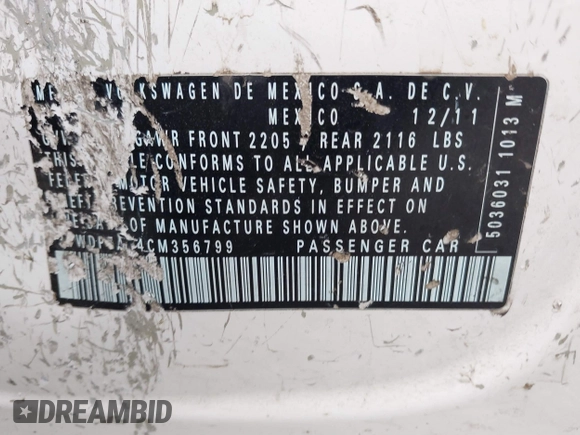 VOLKSWAGEN DE MEXICO S.A. DE C.V.
MEXICO 12/11
FRONT 2205 REAR 2116 LBS
CONFORMS TO ALL APPLICABLE U.S.
MOTOR VEHICLE SAFETY, BUMPER AND
PREVENTION STANDARDS IN EFFECT ON
OF MANUFACTURE SHOWN ABOVE.
4CM356799 PASSENGER CAR
5036031 1013 M
DREAMBID